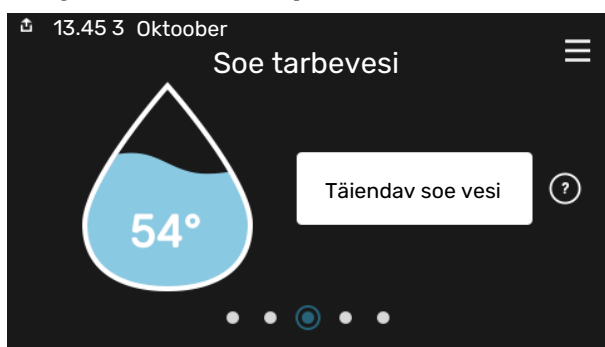 13.45 3 Oktoober
Soe tarbevesi
Täiendav soe vesi
?
54°